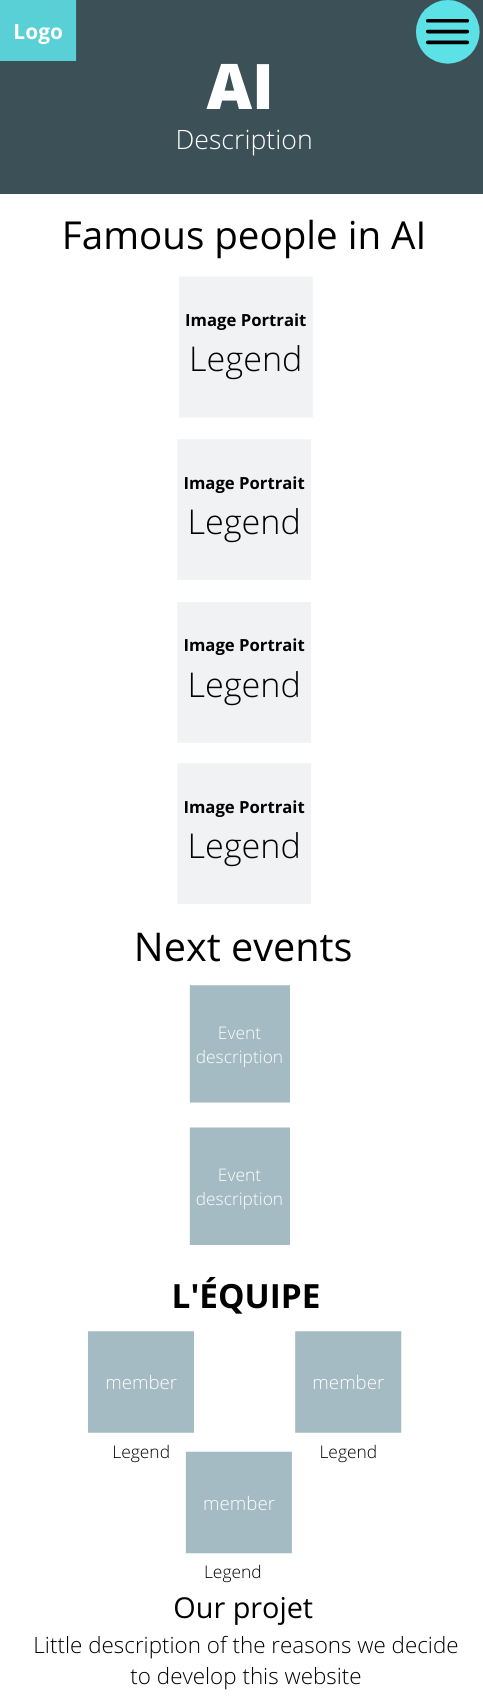 Logo
AI
Description
Famous people in AI
Image Portrait
Legend
Image Portrait
Legend
Image Portrait
Legend
Image Portrait
Legend
Next events
Event
description
Event
description
L'ÉQUIPE
member
member
Legend
Legend
member
Legend
Our projet
Little description of the reasons we decide
to develop this website